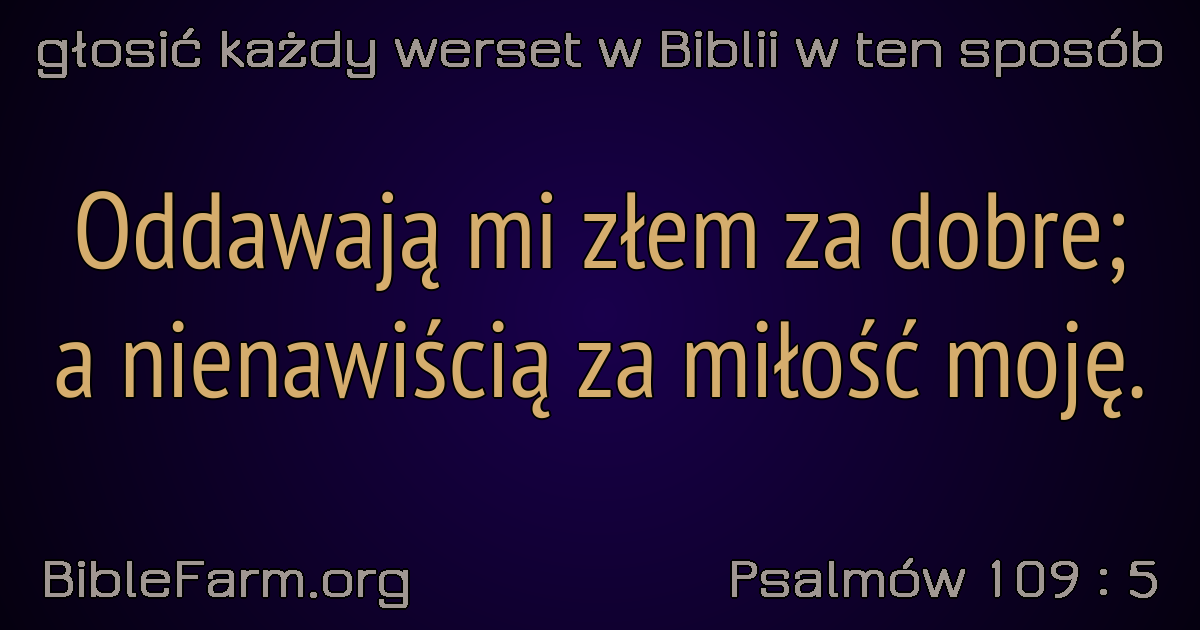 głosić każdy werset w Biblii w ten sposób
Oddawają mi złem za dobre;
a nienawiścią za miłość moję.
BibleFarm.org
Psalmów 109 : 5